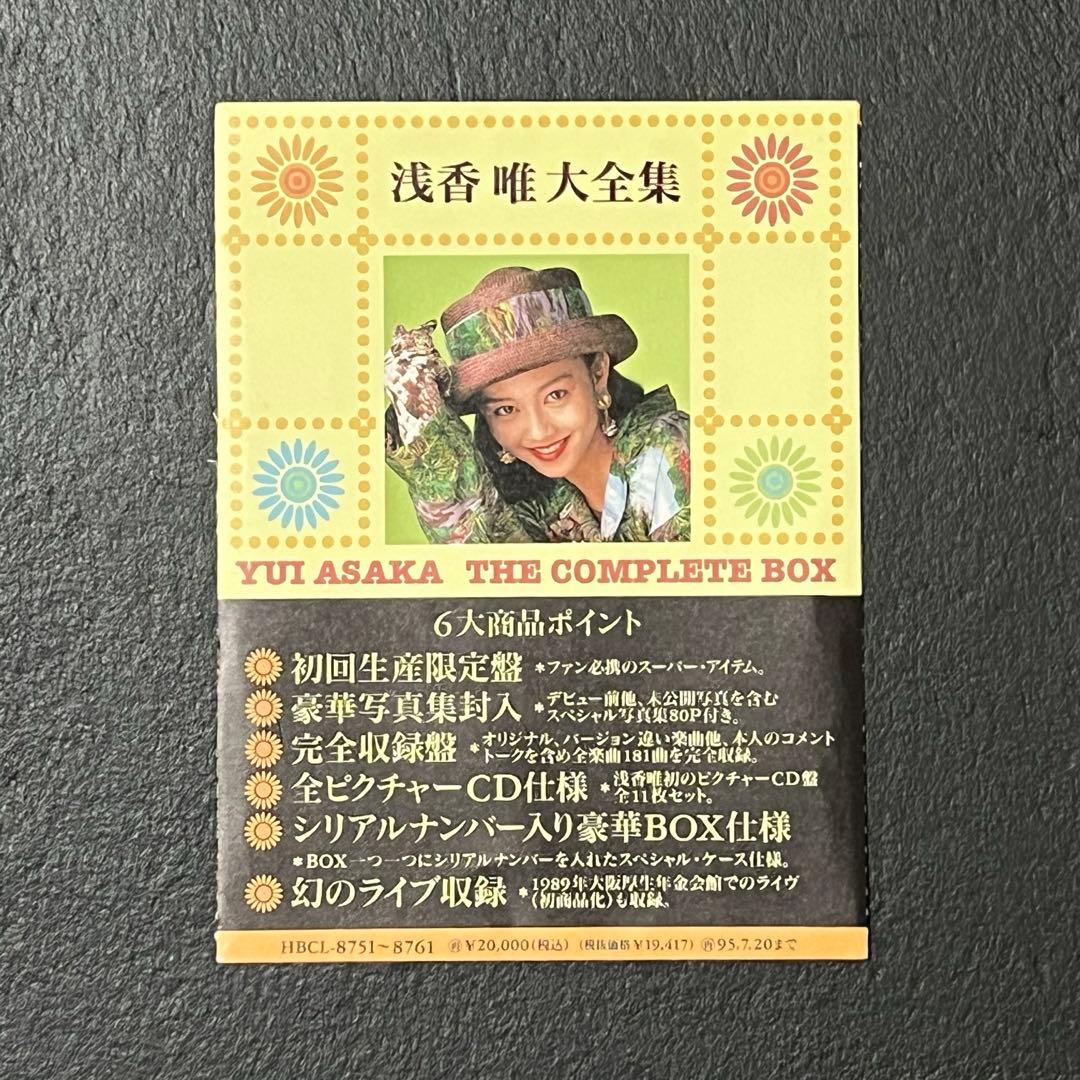 浅香 唯 大全集
YUI ASAKA THE COMPLETE BOX
6大商品ポイント
初回生産限定盤 *ファン必携のスーパー・アイテム。
豪華写真集封入 *デビュー前他、未公開写真を含む
スペシャル写真集80P付き。
完全収録盤 *オリジナル、バージョン違い楽曲他、本人のコメント
トークを含め全楽曲181曲を完全収録。
全ピクチャーCD仕様 *浅香唯初のピクチャーCD盤
全11枚セット。
シリアルナンバー入り豪華BOX仕様
*BOX一つ一つにシリアルナンバーを入れたスペシャル・ケース仕様。
幻のライブ収録 *1989年大阪厚生年金会館でのライヴ
(初商品化)も収録。
HBCL-8751~8761 ㊢¥20,000(税込) (税抜価格¥19,417) ㊢95.7.20まで